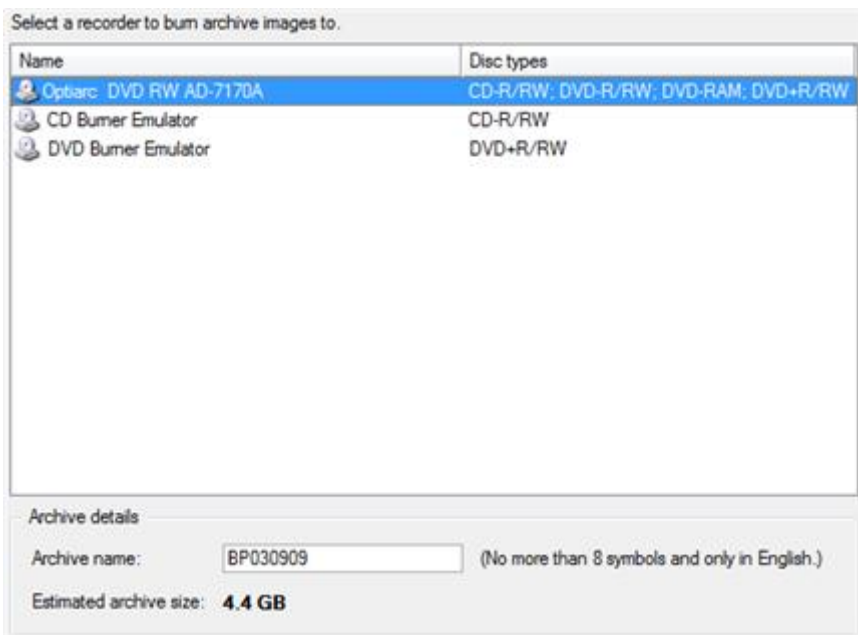 Select a recorder to burn archive images to.
Name Disc types
Optiarc DVD RW AD-7170A CD-R/RW; DVD-R/RW; DVD-RAM; DVD+R/RW
CD Burner Emulator CD-R/RW
DVD Burner Emulator DVD+R/RW
Archive details
Archive name: BP030909 (No more than 8 symbols and only in English.)
Estimated archive size: 4.4 GB